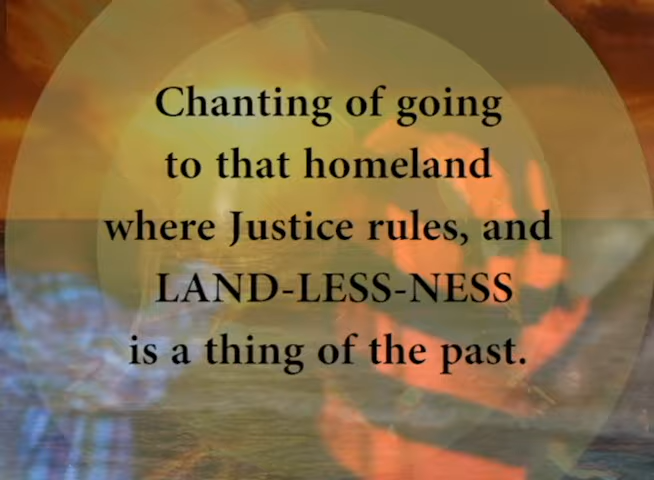 Chanting of going
to that homeland
where Justice rules, and
LAND-LESS-NESS
is a thing of the past.